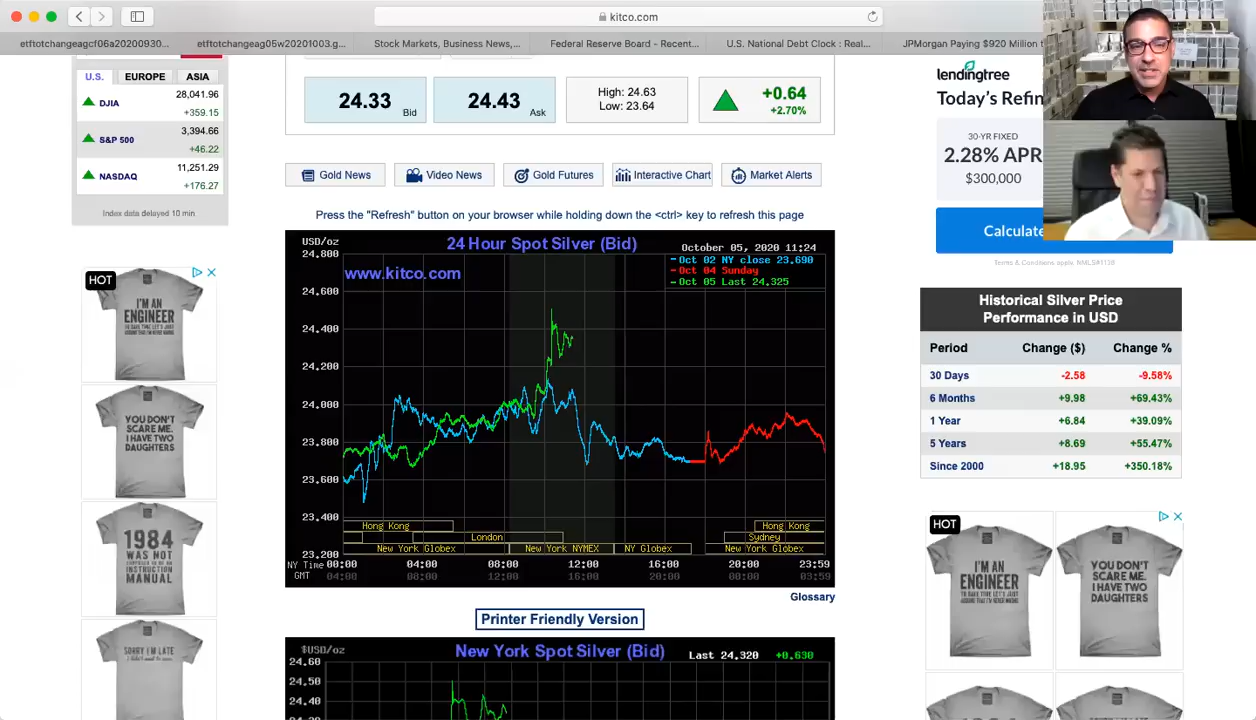 kitco.com
etftotchangeagcf06a20200930...
etftotchangeag05w20201003.g...
Stock Markets, Business News,...
Federal Reserve Board - Recent...
U.S. National Debt Clock : Real...
JPMorgan Paying $920 Million t
U.S. EUROPE ASIA
DJIA 28,041.96
+359.15
S&P 500 3,394.66
+46.22
NASDAQ 11,251.29
+176.27
Index data delayed 10 min
24.33 Bid
24.43 Ask
High: 24.63
Low: 23.64
+0.64
+2.70%
Gold News
Video News
Gold Futures
Interactive Chart
Market Alerts
Press the "Refresh" button on your browser while holding down the <ctrl> key to refresh this page
USD/oz
24 Hour Spot Silver (Bid)
October 05, 2020 11:24
www.kitco.com
Oct 02 NY close 23.690
Oct 04 Sunday
Oct 05 Last 24.325
24.800
24.600
24.400
24.200
24.000
23.800
23.600
23.400
23.200
Hong Kong
Hong Kong
London
Sydney
New York Globex
New York NYMEX
NY Globex
New York Globex
NY Time 00:00 04:00 08:00 12:00 16:00 20:00 23:59
GMT 04:00 08:00 12:00 16:00 20:00 00:00 03:59
Glossary
Printer Friendly Version
$USD/oz
New York Spot Silver (Bid)
Last 24.320 +0.630
24.60
24.50
24.40
lendingtree
Today's Refin
30-YR FIXED
2.28% APR
$300,000
Calculate
Terms & Conditions apply. NMLS#1136
Historical Silver Price
Performance in USD
Period Change ($) Change %
30 Days -2.58 -9.58%
6 Months +9.98 +69.43%
1 Year +6.84 +39.09%
5 Years +8.69 +55.47%
Since 2000 +18.95 +350.18%
HOT
I'M AN
ENGINEER
YOU DON'T
SCARE ME.
I HAVE TWO
DAUGHTERS
1984
WAS NOT
INSTRUCTION
MANUAL
SORRY I'M LATE
I didn't want to come
HOT
I'M AN
ENGINEER
YOU DON'T
SCARE ME.
I HAVE TWO
DAUGHTERS